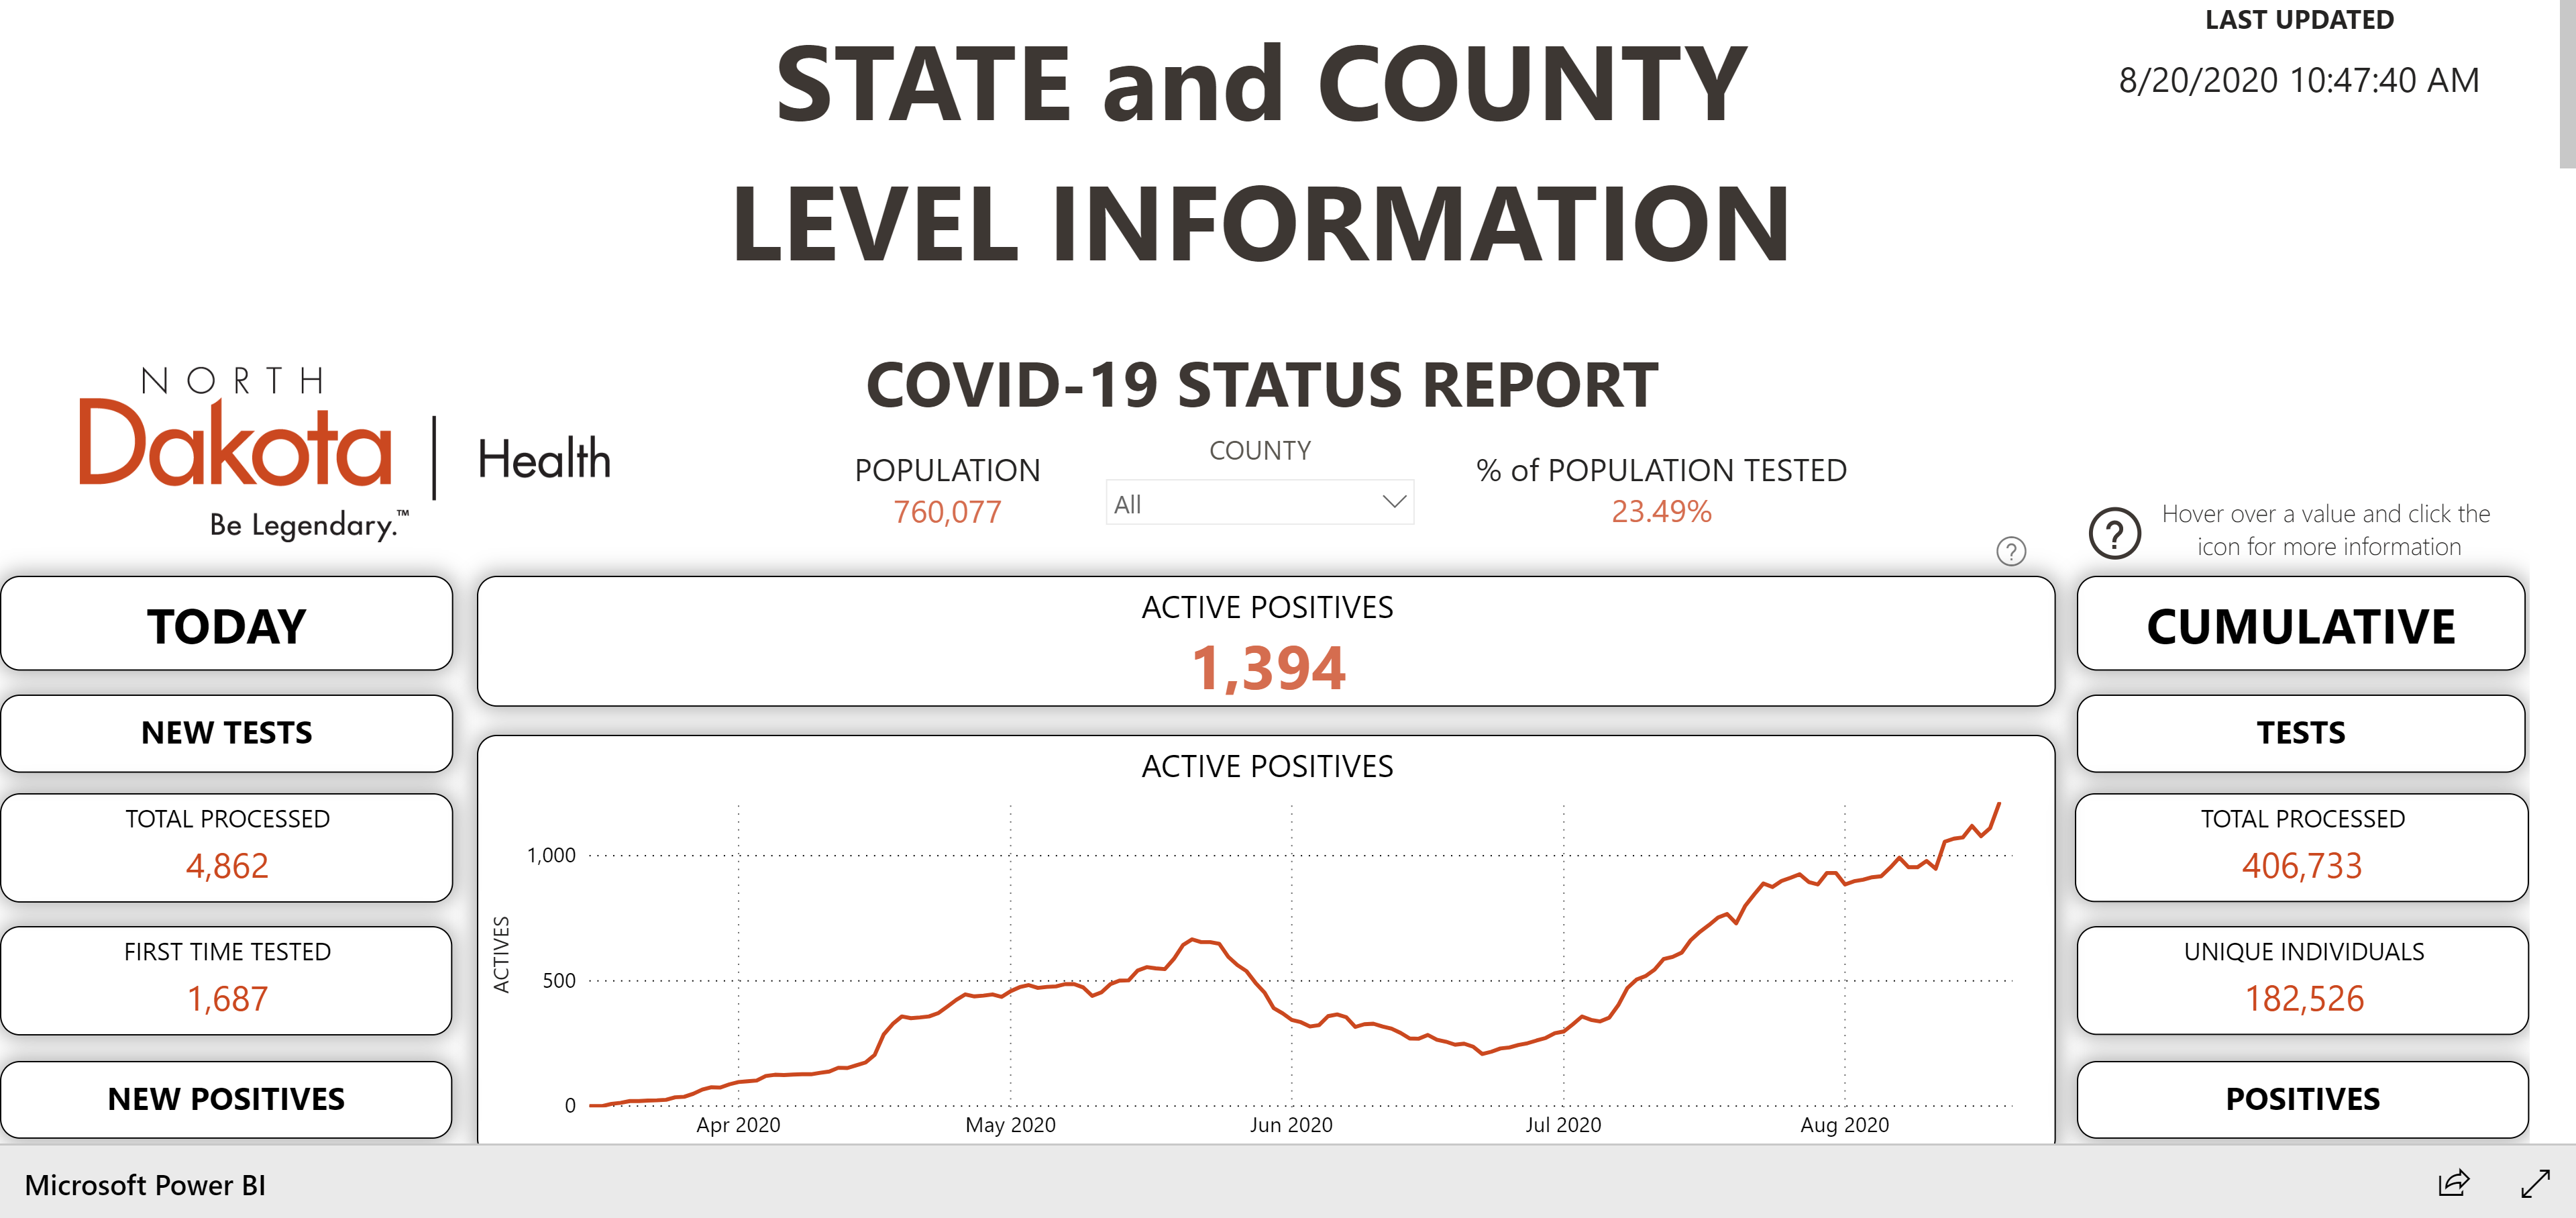 LAST UPDATED
8/20/2020 10:47:40 AM
STATE and COUNTY
LEVEL INFORMATION
NORTH
Dakota
Be Legendary.™
Health
COVID-19 STATUS REPORT
POPULATION
760,077
COUNTY
All
% of POPULATION TESTED
23.49%
?
?
Hover over a value and click the
icon for more information
TODAY
NEW TESTS
TOTAL PROCESSED
4,862
FIRST TIME TESTED
1,687
NEW POSITIVES
ACTIVE POSITIVES
1,394
ACTIVE POSITIVES
ACTIVES
1,000
500
0
Apr 2020
May 2020
Jun 2020
Jul 2020
Aug 2020
CUMULATIVE
TESTS
TOTAL PROCESSED
406,733
UNIQUE INDIVIDUALS
182,526
POSITIVES
Microsoft Power BI